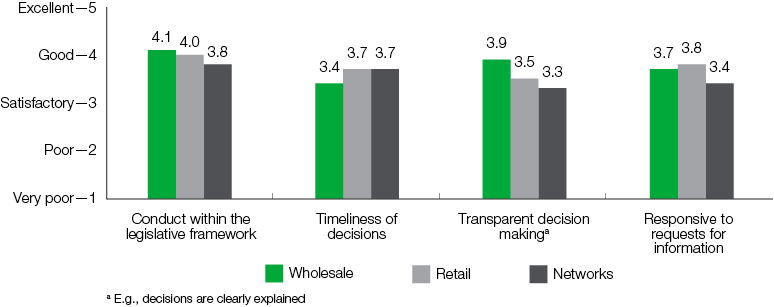 Excellent—5
Good—4
Satisfactory—3
Poor—2
Very poor—1
4.1 4.0 3.8
3.4 3.7 3.7
3.9 3.5 3.3
3.7 3.8 3.4
Conduct within the
legislative framework
Timeliness of
decisions
Transparent decision
makingᵃ
Responsive to
requests for
information
Wholesale Retail Networks
ᵃ E.g., decisions are clearly explained